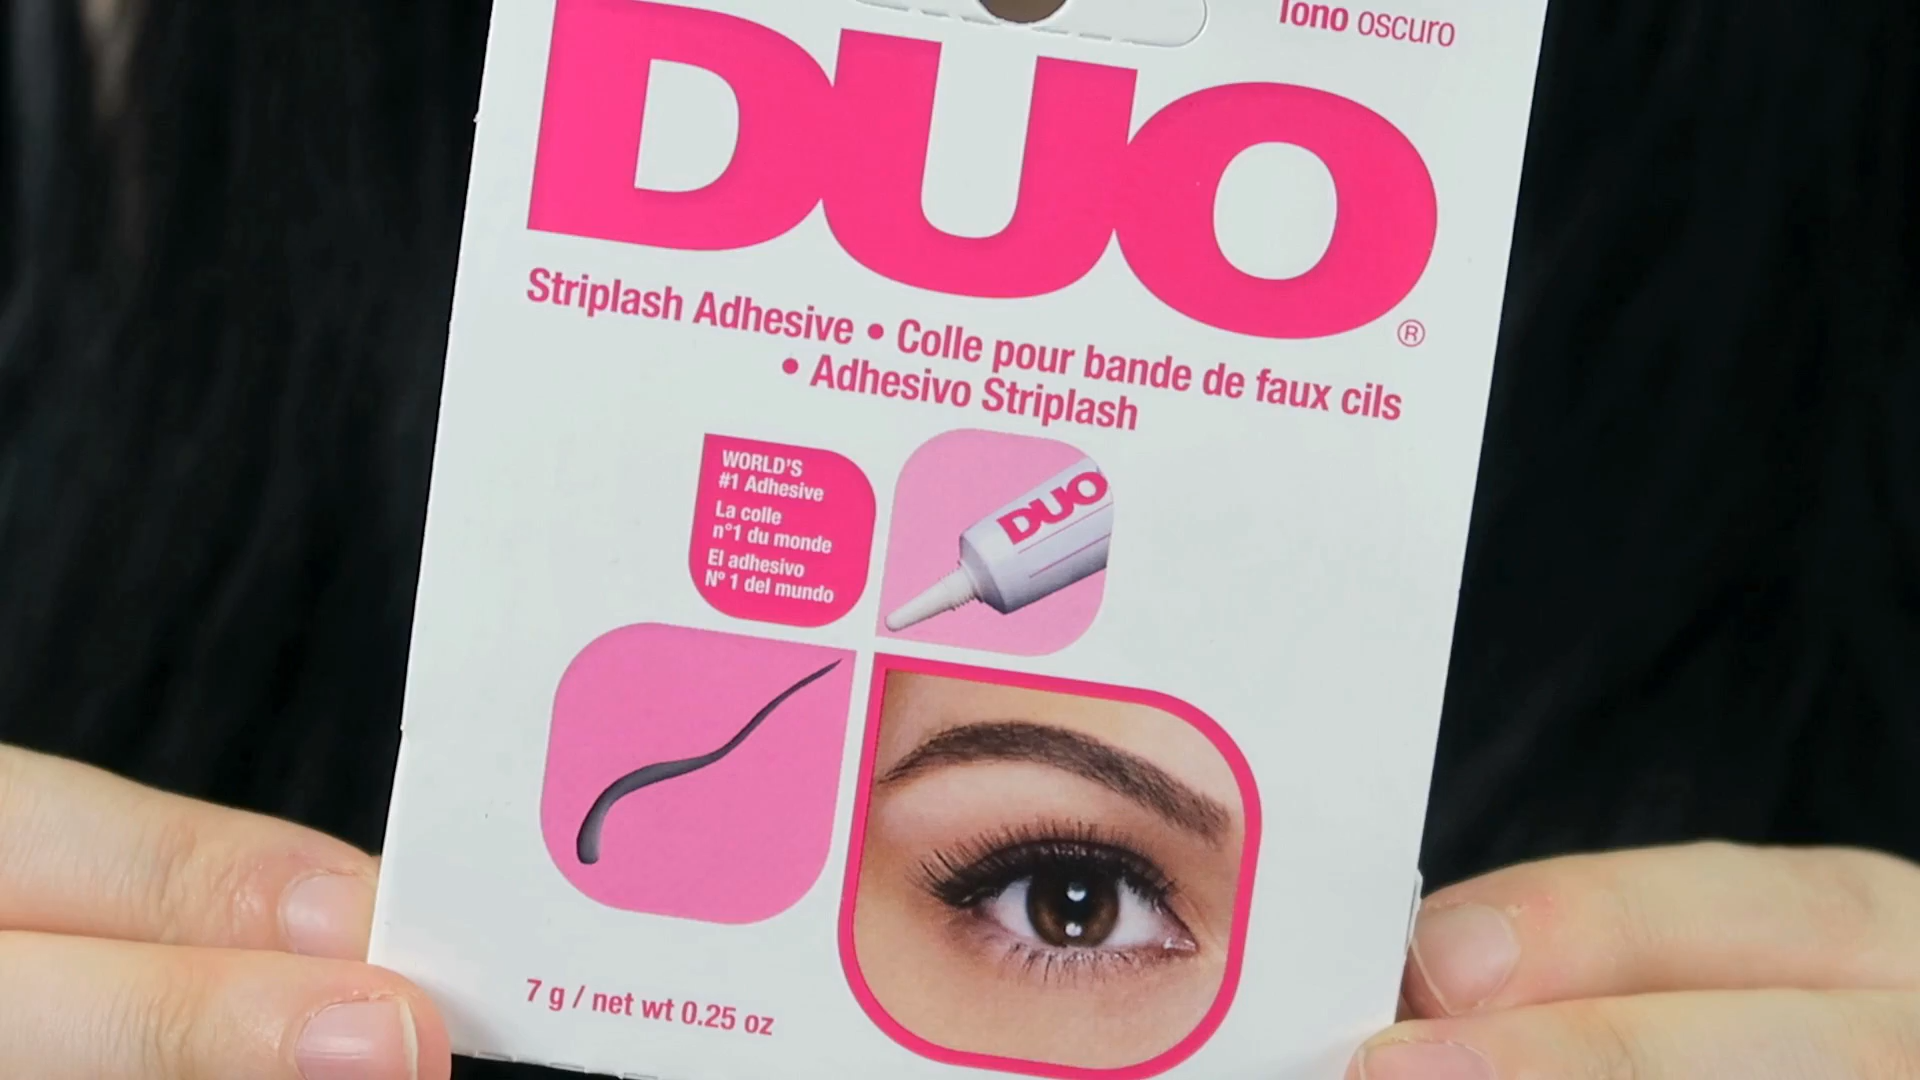 Tono oscuro
DUO®
Striplash Adhesive • Colle pour bande de faux cils
• Adhesivo Striplash
WORLD'S
#1 Adhesive
La colle
n°1 du monde
El adhesivo
Nº 1 del mundo
DUO
7 g / net wt 0.25 oz